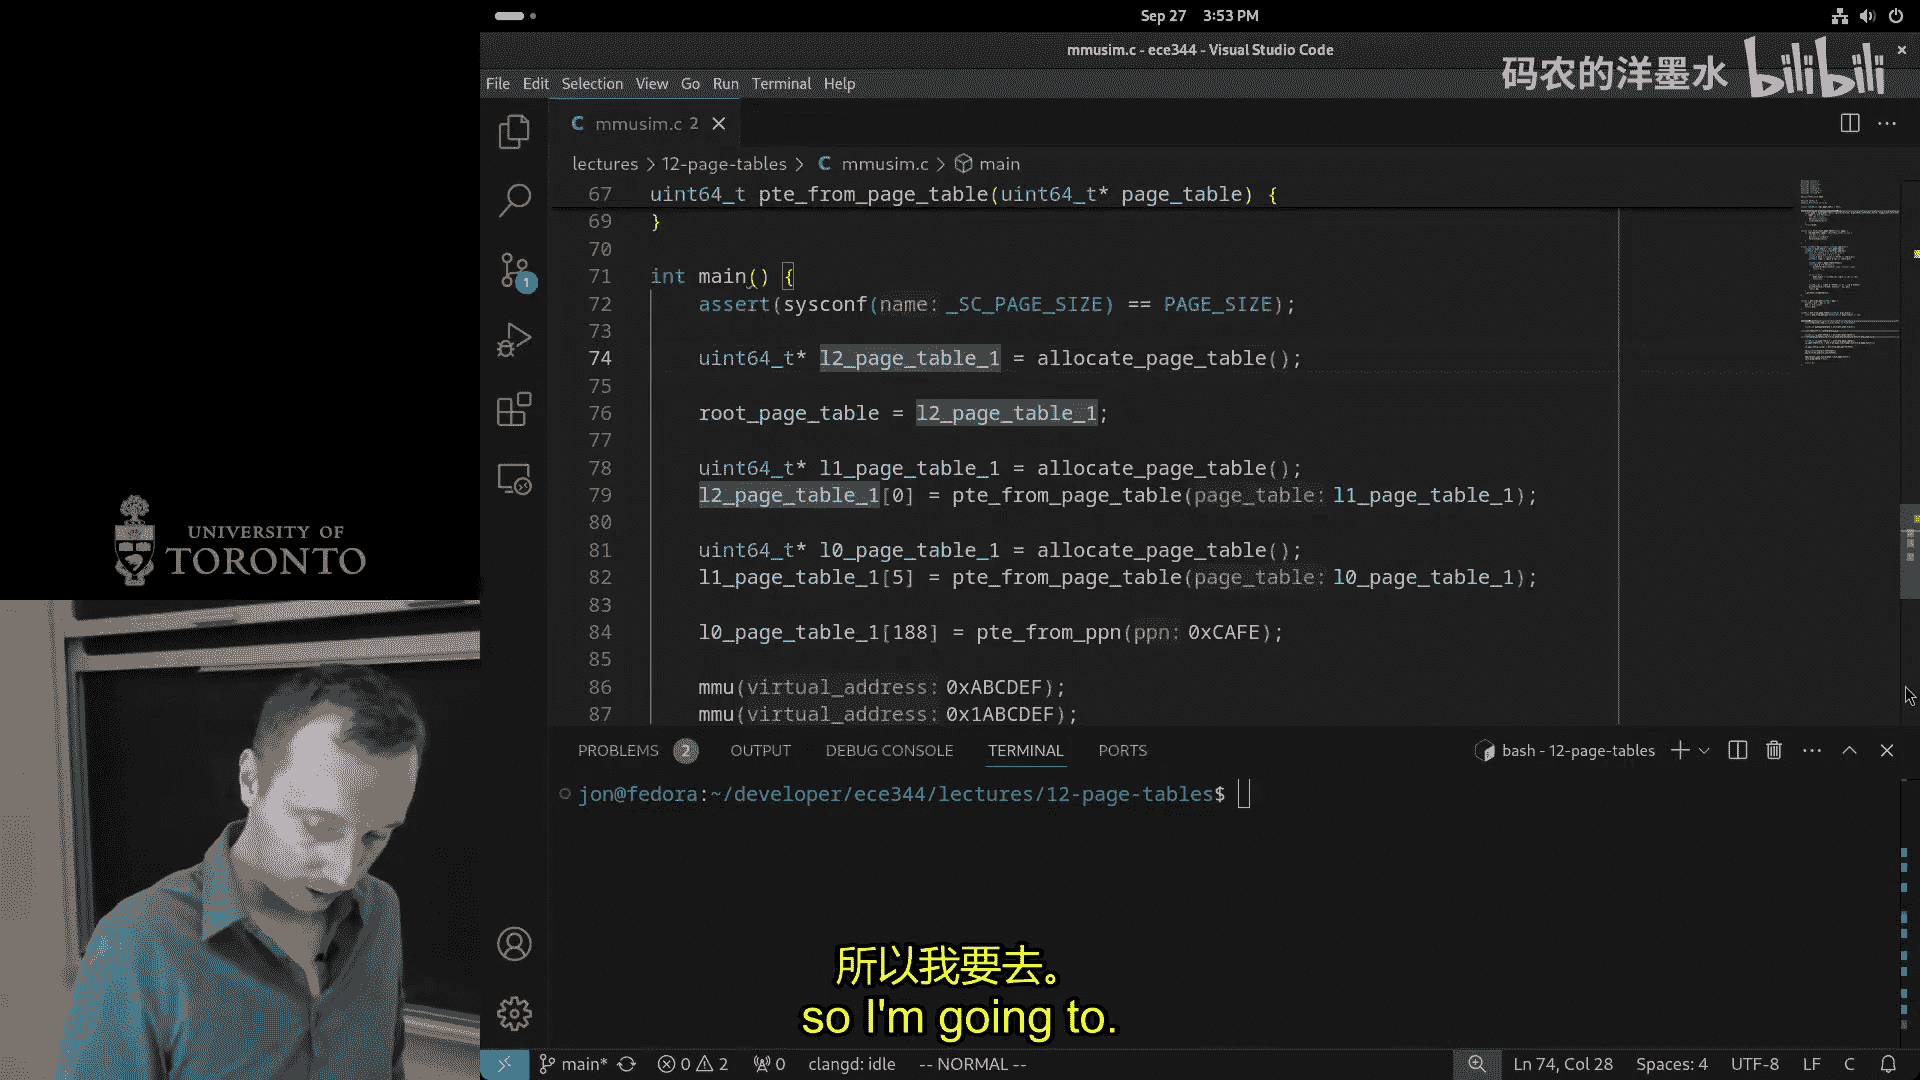 Sep 27 3:53 PM
mmusim.c - ece344 - Visual Studio Code
码农的洋墨水 bilibili
File Edit Selection View Go Run Terminal Help
C mmusim.c 2
lectures > 12-page-tables > C mmusim.c > main
67 uint64_t pte_from_page_table(uint64_t* page_table) {
69 }
70
71 int main() {
72 assert(sysconf(name: _SC_PAGE_SIZE) == PAGE_SIZE);
73
74 uint64_t* l2_page_table_1 = allocate_page_table();
75
76 root_page_table = l2_page_table_1;
77
78 uint64_t* l1_page_table_1 = allocate_page_table();
79 l2_page_table_1[0] = pte_from_page_table(page_table: l1_page_table_1);
80
81 uint64_t* l0_page_table_1 = allocate_page_table();
82 l1_page_table_1[5] = pte_from_page_table(page_table: l0_page_table_1);
83
84 l0_page_table_1[188] = pte_from_ppn(ppn: 0xCAFE);
85
86 mmu(virtual_address: 0xABCDEF);
87 mmu(virtual_address: 0x1ABCDEF);
1
UNIVERSITY OF
TORONTO
PROBLEMS 2 OUTPUT DEBUG CONSOLE TERMINAL PORTS bash - 12-page-tables
jon@fedora:~/developer/ece344/lectures/12-page-tables$
所以我要去。
so I'm going to.
main* 0 2 0 clangd: idle -- NORMAL -- Ln 74, Col 28 Spaces: 4 UTF-8 LF C